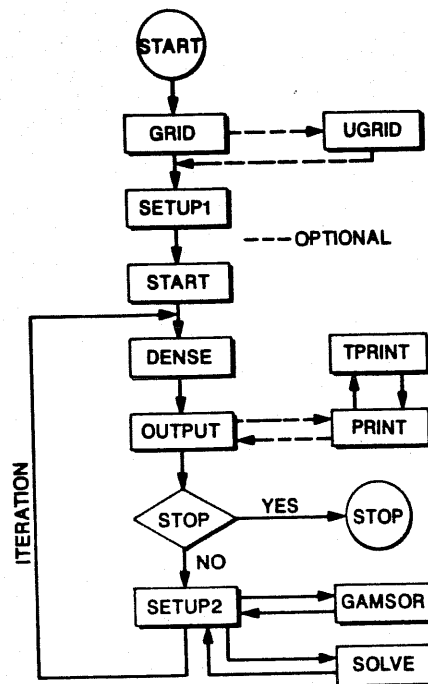 START
GRID
UGRID
SETUP1
OPTIONAL
START
DENSE
TPRINT
OUTPUT
PRINT
ITERATION
STOP
YES
STOP
NO
SETUP2
GAMSOR
SOLVE